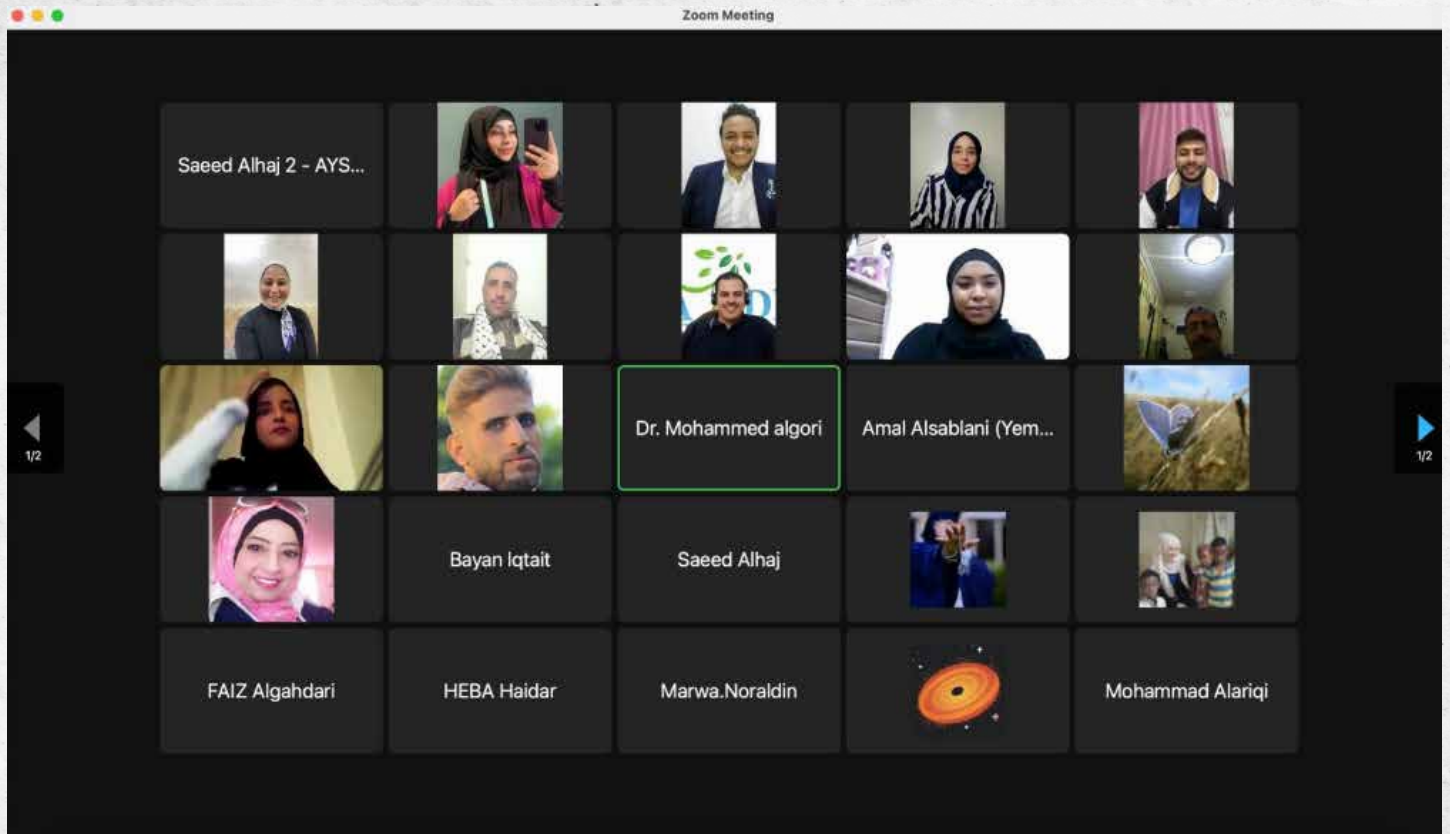 Zoom Meeting
Saeed Alhaj 2 - AYS...
1/2
Dr. Mohammed algori
Amal Alsablani (Yem...
1/2
Bayan Iqtait
Saeed Alhaj
FAIZ Algahdari
HEBA Haidar
Marwa.Noraldin
Mohammad Alariqi